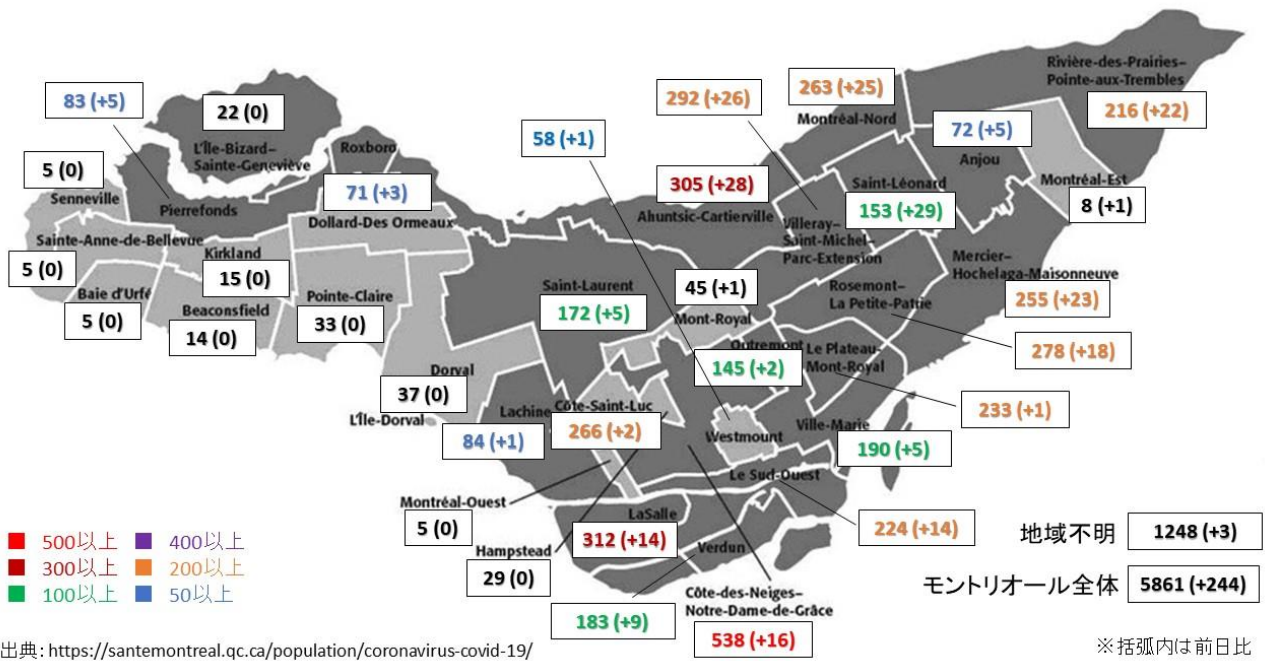 Rivière-des-Prairies–
Pointe-aux-Trembles
216 (+22)
263 (+25)
Montréal-Nord
292 (+26)
83 (+5)
22 (0)
L'Île-Bizard–
Sainte-Geneviève
58 (+1)
72 (+5)
Anjou
Roxboro
5 (0)
Senneville
71 (+3)
305 (+28)
Ahuntsic-Cartierville
Saint-Léonard
153 (+29)
Montréal-Est
8 (+1)
Pierrefonds
Dollard-Des Ormeaux
Villeray–
Saint-Michel–
Parc-Extension
Sainte-Anne-de-Bellevue
5 (0)
Kirkland
15 (0)
Mercier–
Hochelaga-Maisonneuve
255 (+23)
Baie d'Urfé
5 (0)
Beaconsfield
14 (0)
Pointe-Claire
33 (0)
Saint-Laurent
172 (+5)
45 (+1)
Mont-Royal
Rosemont–
La Petite-Patrie
278 (+18)
Outremont
145 (+2)
Le Plateau-
Mont-Royal
233 (+1)
Dorval
37 (0)
L'Île-Dorval
Lachine
84 (+1)
Côte-Saint-Luc
266 (+2)
Westmount
Ville-Marie
190 (+5)
Le Sud-Ouest
224 (+14)
Montréal-Ouest
5 (0)
Hampstead
29 (0)
LaSalle
312 (+14)
Verdun
183 (+9)
Côte-des-Neiges–
Notre-Dame-de-Grâce
538 (+16)
500以上 400以上
300以上 200以上
100以上 50以上
地域不明 1248 (+3)
モントリオール全体 5861 (+244)
出典: https://santemontreal.qc.ca/population/coronavirus-covid-19/
※括弧内は前日比